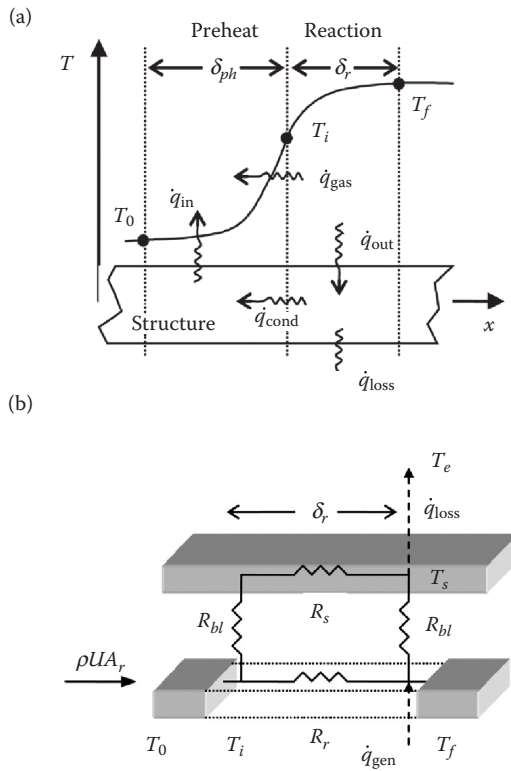 (a)
Preheat
Reaction
T
δ_ph
δ_r
T_f
T_i
q̇_gas
q̇_in
T_0
q̇_out
q̇_cond
Structure
x
q̇_loss
(b)
T_e
δ_r
q̇_loss
T_s
R_bl
R_s
R_bl
ρUA_r
T_0
T_i
R_r
q̇_gen
T_f